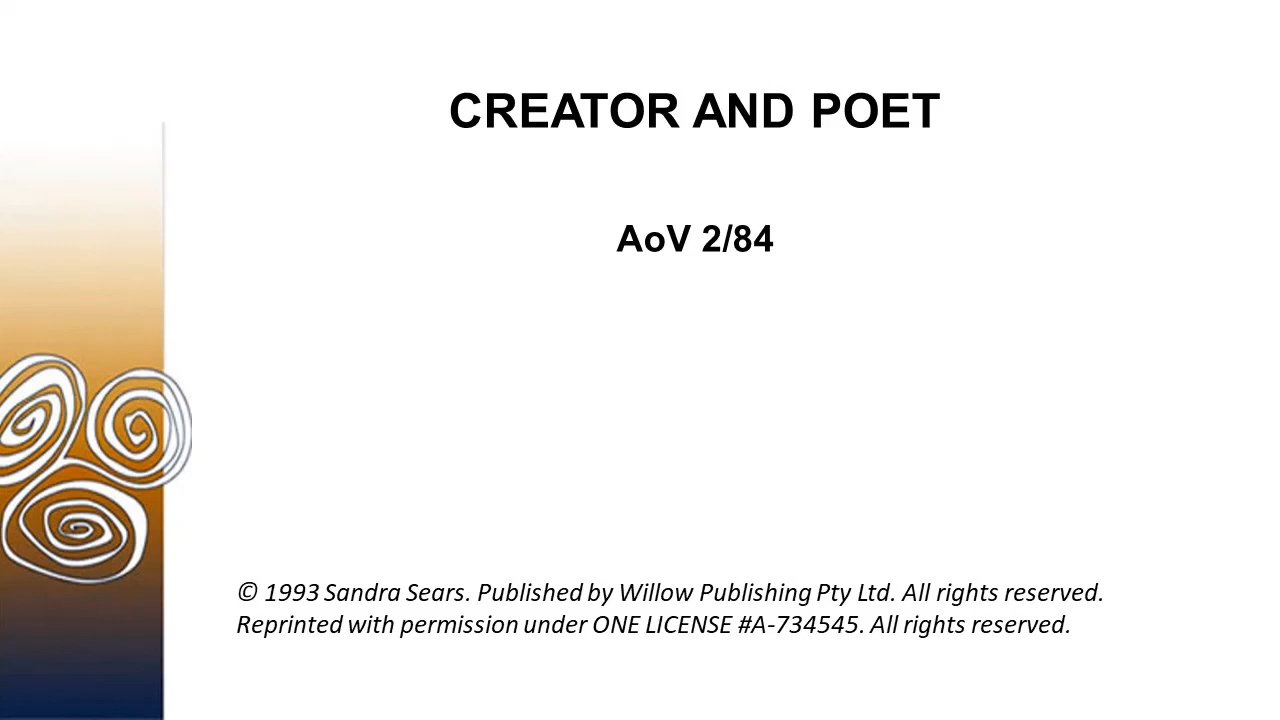 CREATOR AND POET
AoV 2/84
© 1993 Sandra Sears. Published by Willow Publishing Pty Ltd. All rights reserved.
Reprinted with permission under ONE LICENSE #A-734545. All rights reserved.